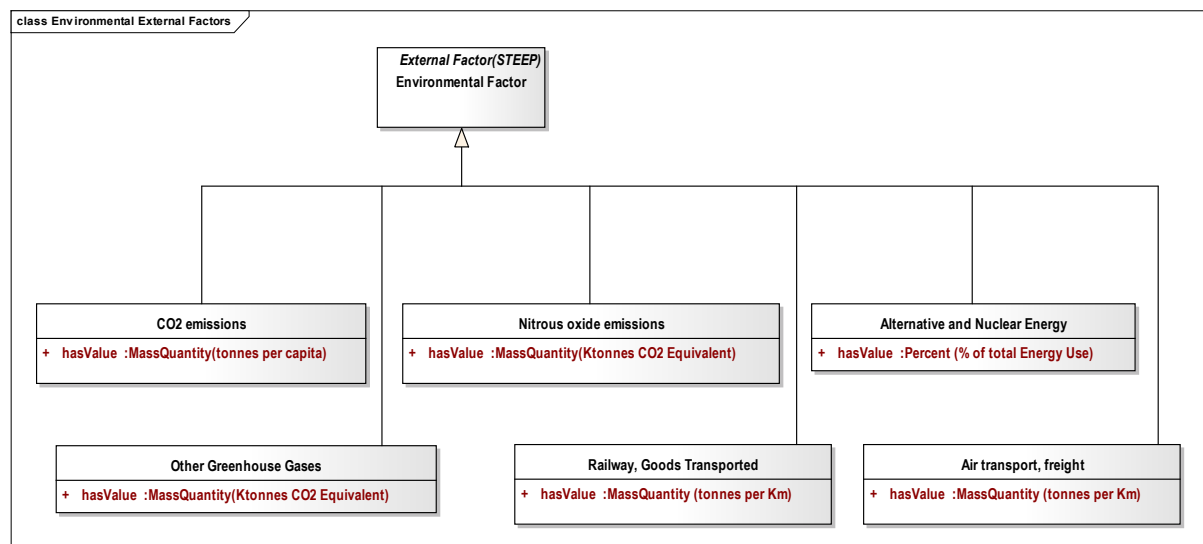 class Environmental External Factors
External Factor(STEEP)
Environmental Factor
CO2 emissions
+ hasValue :MassQuantity(tonnes per capita)
Nitrous oxide emissions
+ hasValue :MassQuantity(Ktonnes CO2 Equivalent)
Alternative and Nuclear Energy
+ hasValue :Percent (% of total Energy Use)
Other Greenhouse Gases
+ hasValue :MassQuantity(Ktonnes CO2 Equivalent)
Railway, Goods Transported
+ hasValue :MassQuantity (tonnes per Km)
Air transport, freight
+ hasValue :MassQuantity (tonnes per Km)